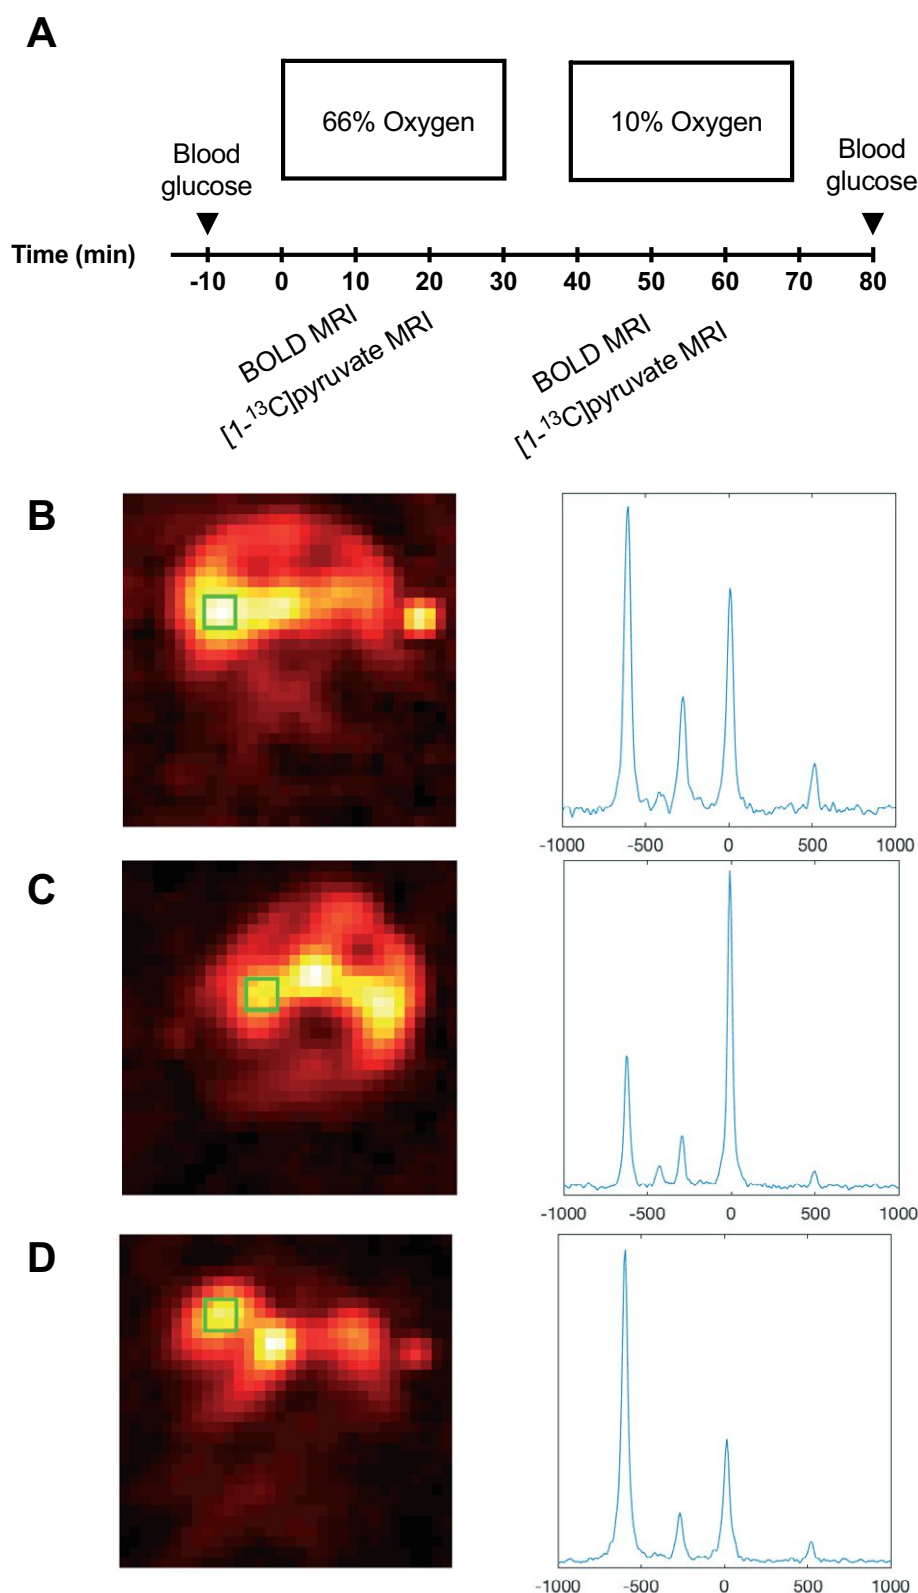 A
66% Oxygen
10% Oxygen
Blood
glucose
Blood
glucose
Time (min)
-10 0 10 20 30 40 50 60 70 80
BOLD MRI
[1-¹³C]pyruvate MRI
BOLD MRI
[1-¹³C]pyruvate MRI
B
-1000 -500 0 500 1000
C
-1000 -500 0 500 1000
D
-1000 -500 0 500 1000